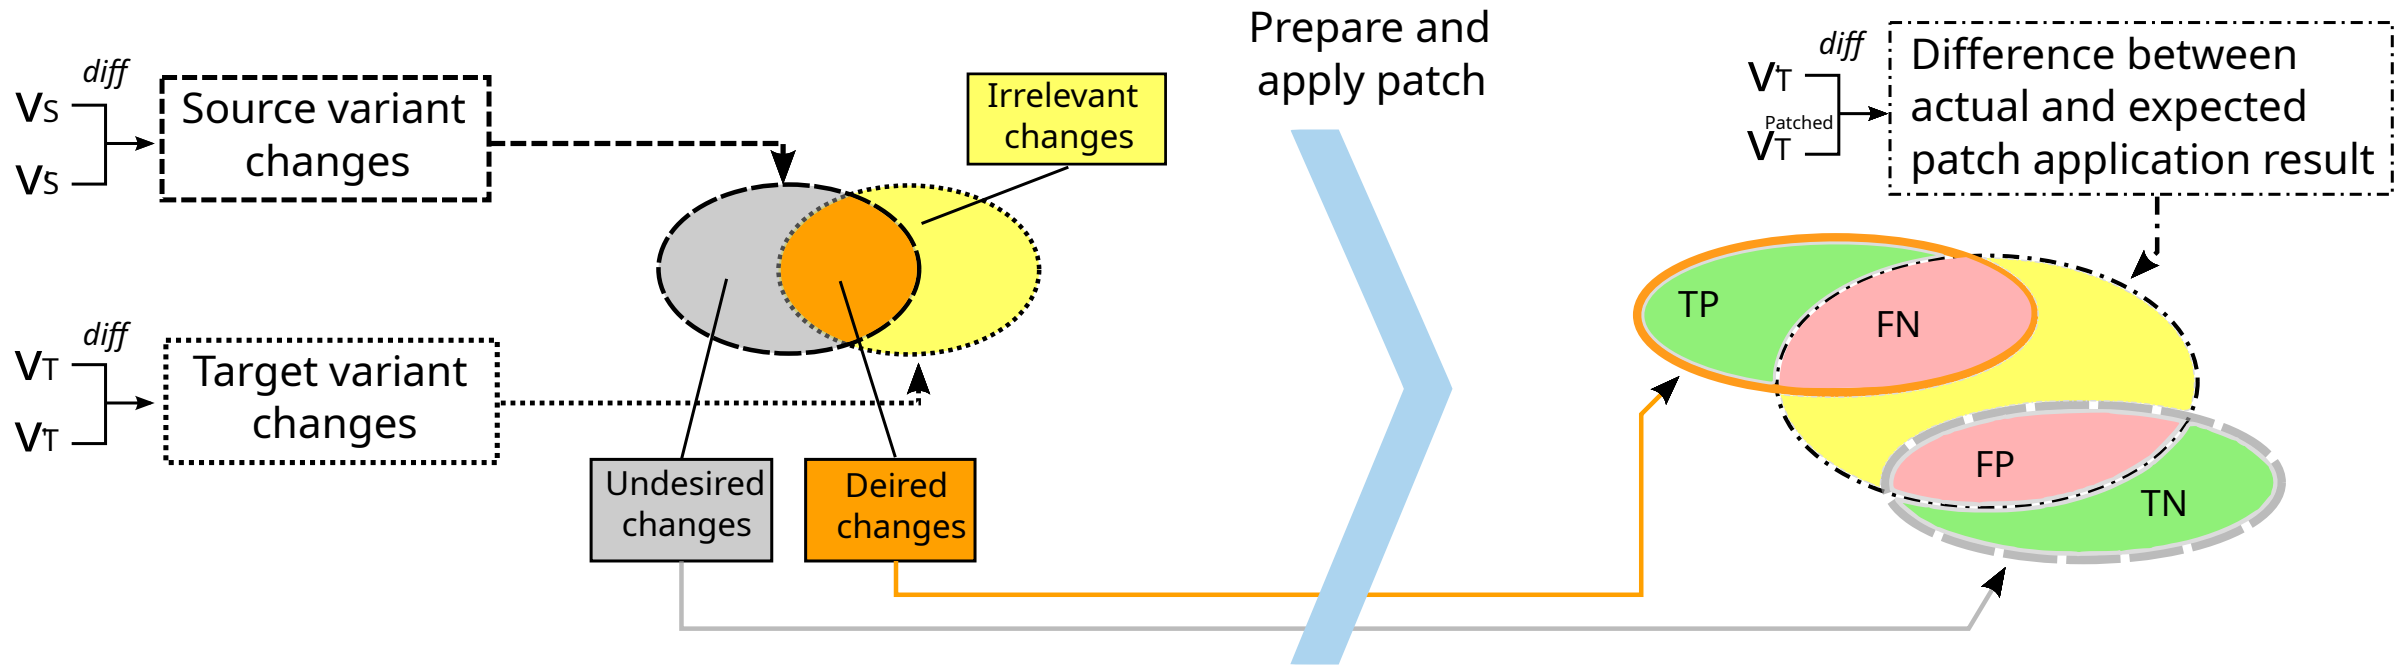 diff
VS
V'S
Source variant
changes
diff
VT
V'T
Target variant
changes
Irrelevant
changes
Undesired
changes
Deired
changes
Prepare and
apply patch
diff
V'T
Patched
VT
Difference between
actual and expected
patch application result
TP
FN
FP
TN